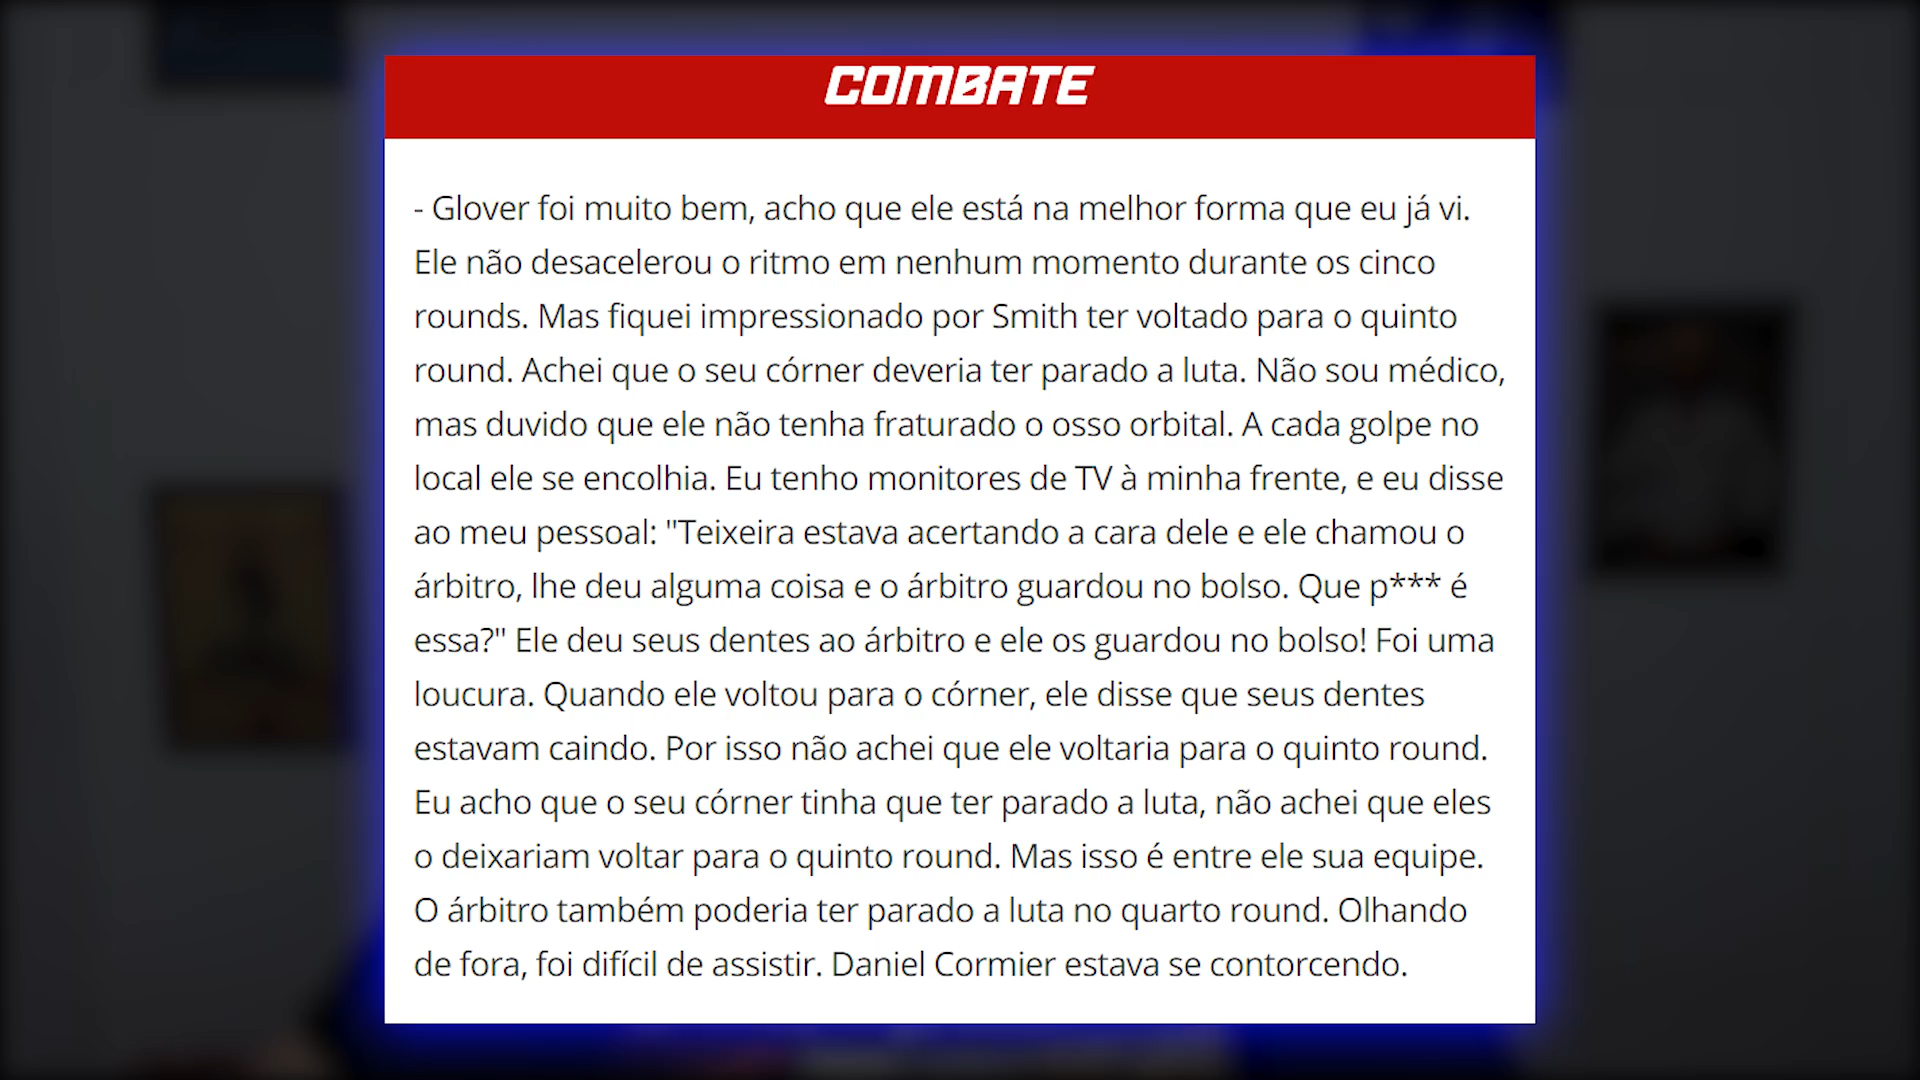 COMBATE
- Glover foi muito bem, acho que ele está na melhor forma que eu já vi.
Ele não desacelerou o ritmo em nenhum momento durante os cinco
rounds. Mas fiquei impressionado por Smith ter voltado para o quinto
round. Achei que o seu córner deveria ter parado a luta. Não sou médico,
mas duvido que ele não tenha fraturado o osso orbital. A cada golpe no
local ele se encolhia. Eu tenho monitores de TV à minha frente, e eu disse
ao meu pessoal: "Teixeira estava acertando a cara dele e ele chamou o
árbitro, lhe deu alguma coisa e o árbitro guardou no bolso. Que p*** é
essa?" Ele deu seus dentes ao árbitro e ele os guardou no bolso! Foi uma
loucura. Quando ele voltou para o córner, ele disse que seus dentes
estavam caindo. Por isso não achei que ele voltaria para o quinto round.
Eu acho que o seu córner tinha que ter parado a luta, não achei que eles
o deixariam voltar para o quinto round. Mas isso é entre ele sua equipe.
O árbitro também poderia ter parado a luta no quarto round. Olhando
de fora, foi difícil de assistir. Daniel Cormier estava se contorcendo.